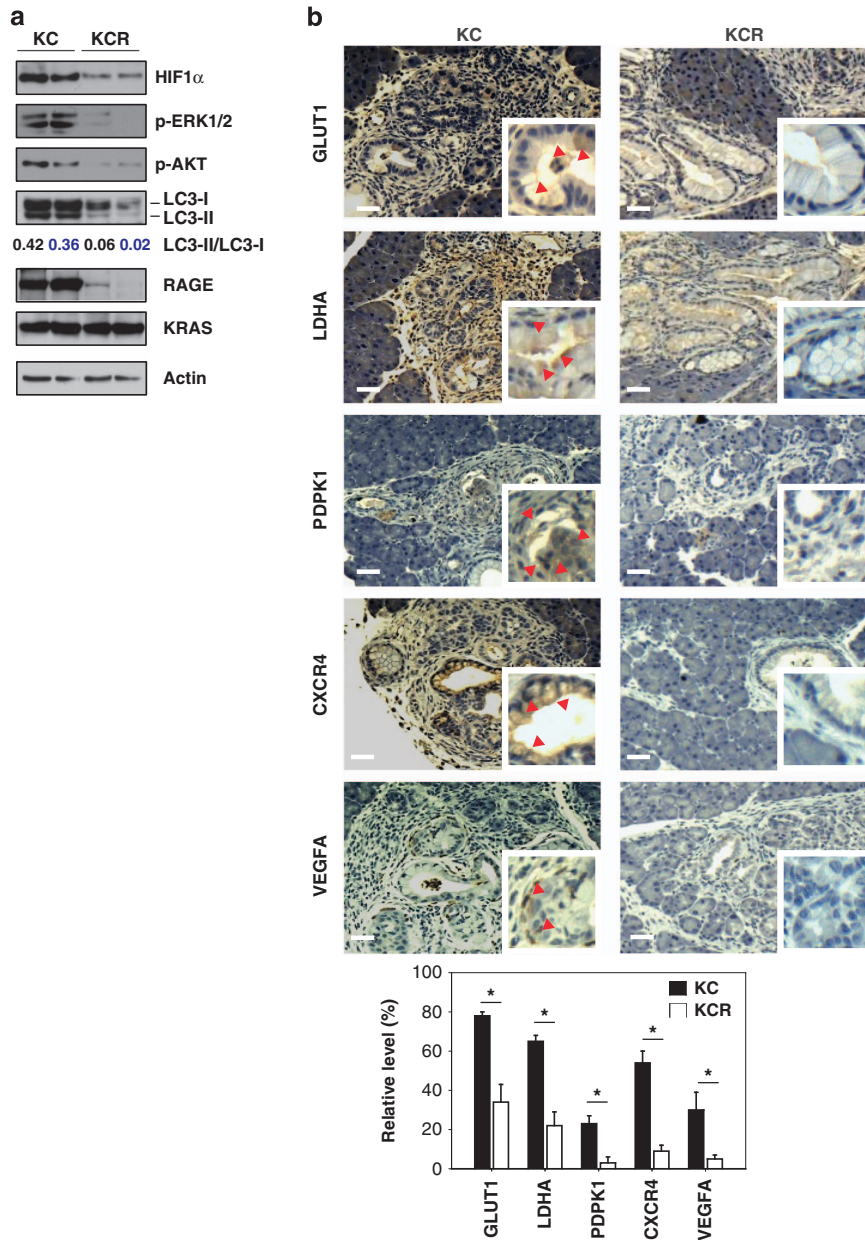 a
KC KCR
HIF1α
p-ERK1/2
p-AKT
LC3-I
LC3-II
0.42 0.36 0.06 0.02 LC3-II/LC3-I
RAGE
KRAS
Actin
b
KC KCR
GLUT1
LDHA
PDPK1
CXCR4
VEGFA
Relative level (%)
100
80
60
40
20
0
KC
KCR
* * * * *
GLUT1 LDHA PDPK1 CXCR4 VEGFA